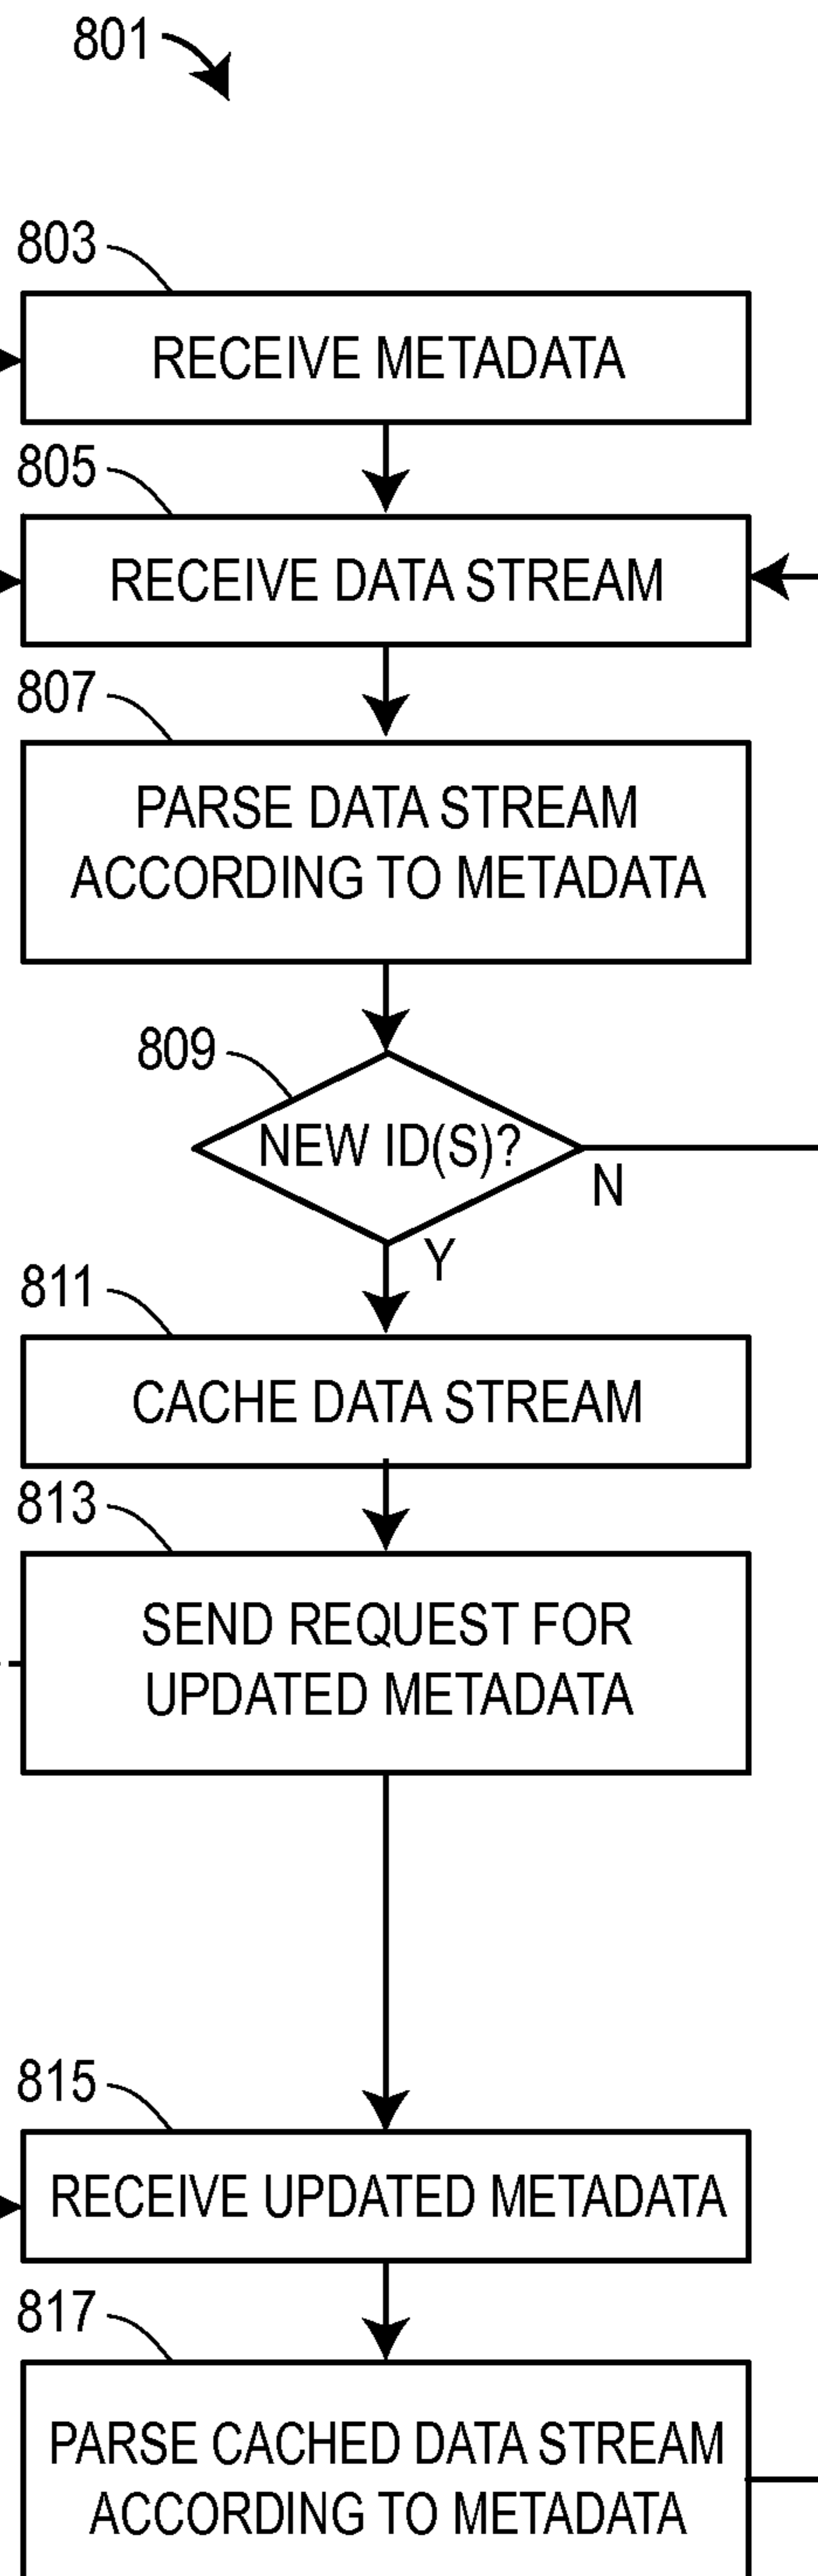 801
803
RECEIVE METADATA
805
RECEIVE DATA STREAM
807
PARSE DATA STREAM
ACCORDING TO METADATA
809
NEW ID(S)?
N
Y
811
CACHE DATA STREAM
813
SEND REQUEST FOR
UPDATED METADATA
815
RECEIVE UPDATED METADATA
817
PARSE CACHED DATA STREAM
ACCORDING TO METADATA